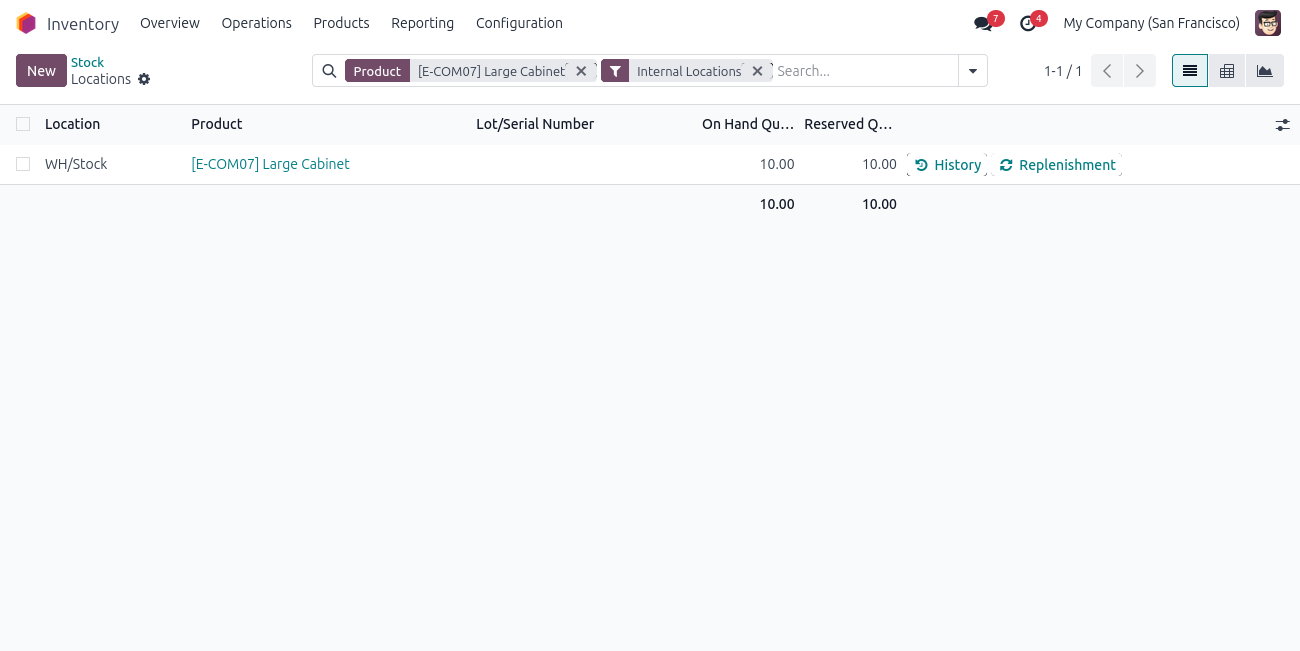 Inventory Overview Operations Products Reporting Configuration 7 4 My Company (San Francisco)
New Stock
Locations
Product [E-COM07] Large Cabinet Internal Locations Search... 1-1 / 1
Location Product Lot/Serial Number On Hand Qu... Reserved Q...
WH/Stock [E-COM07] Large Cabinet 10.00 10.00 History Replenishment
10.00 10.00